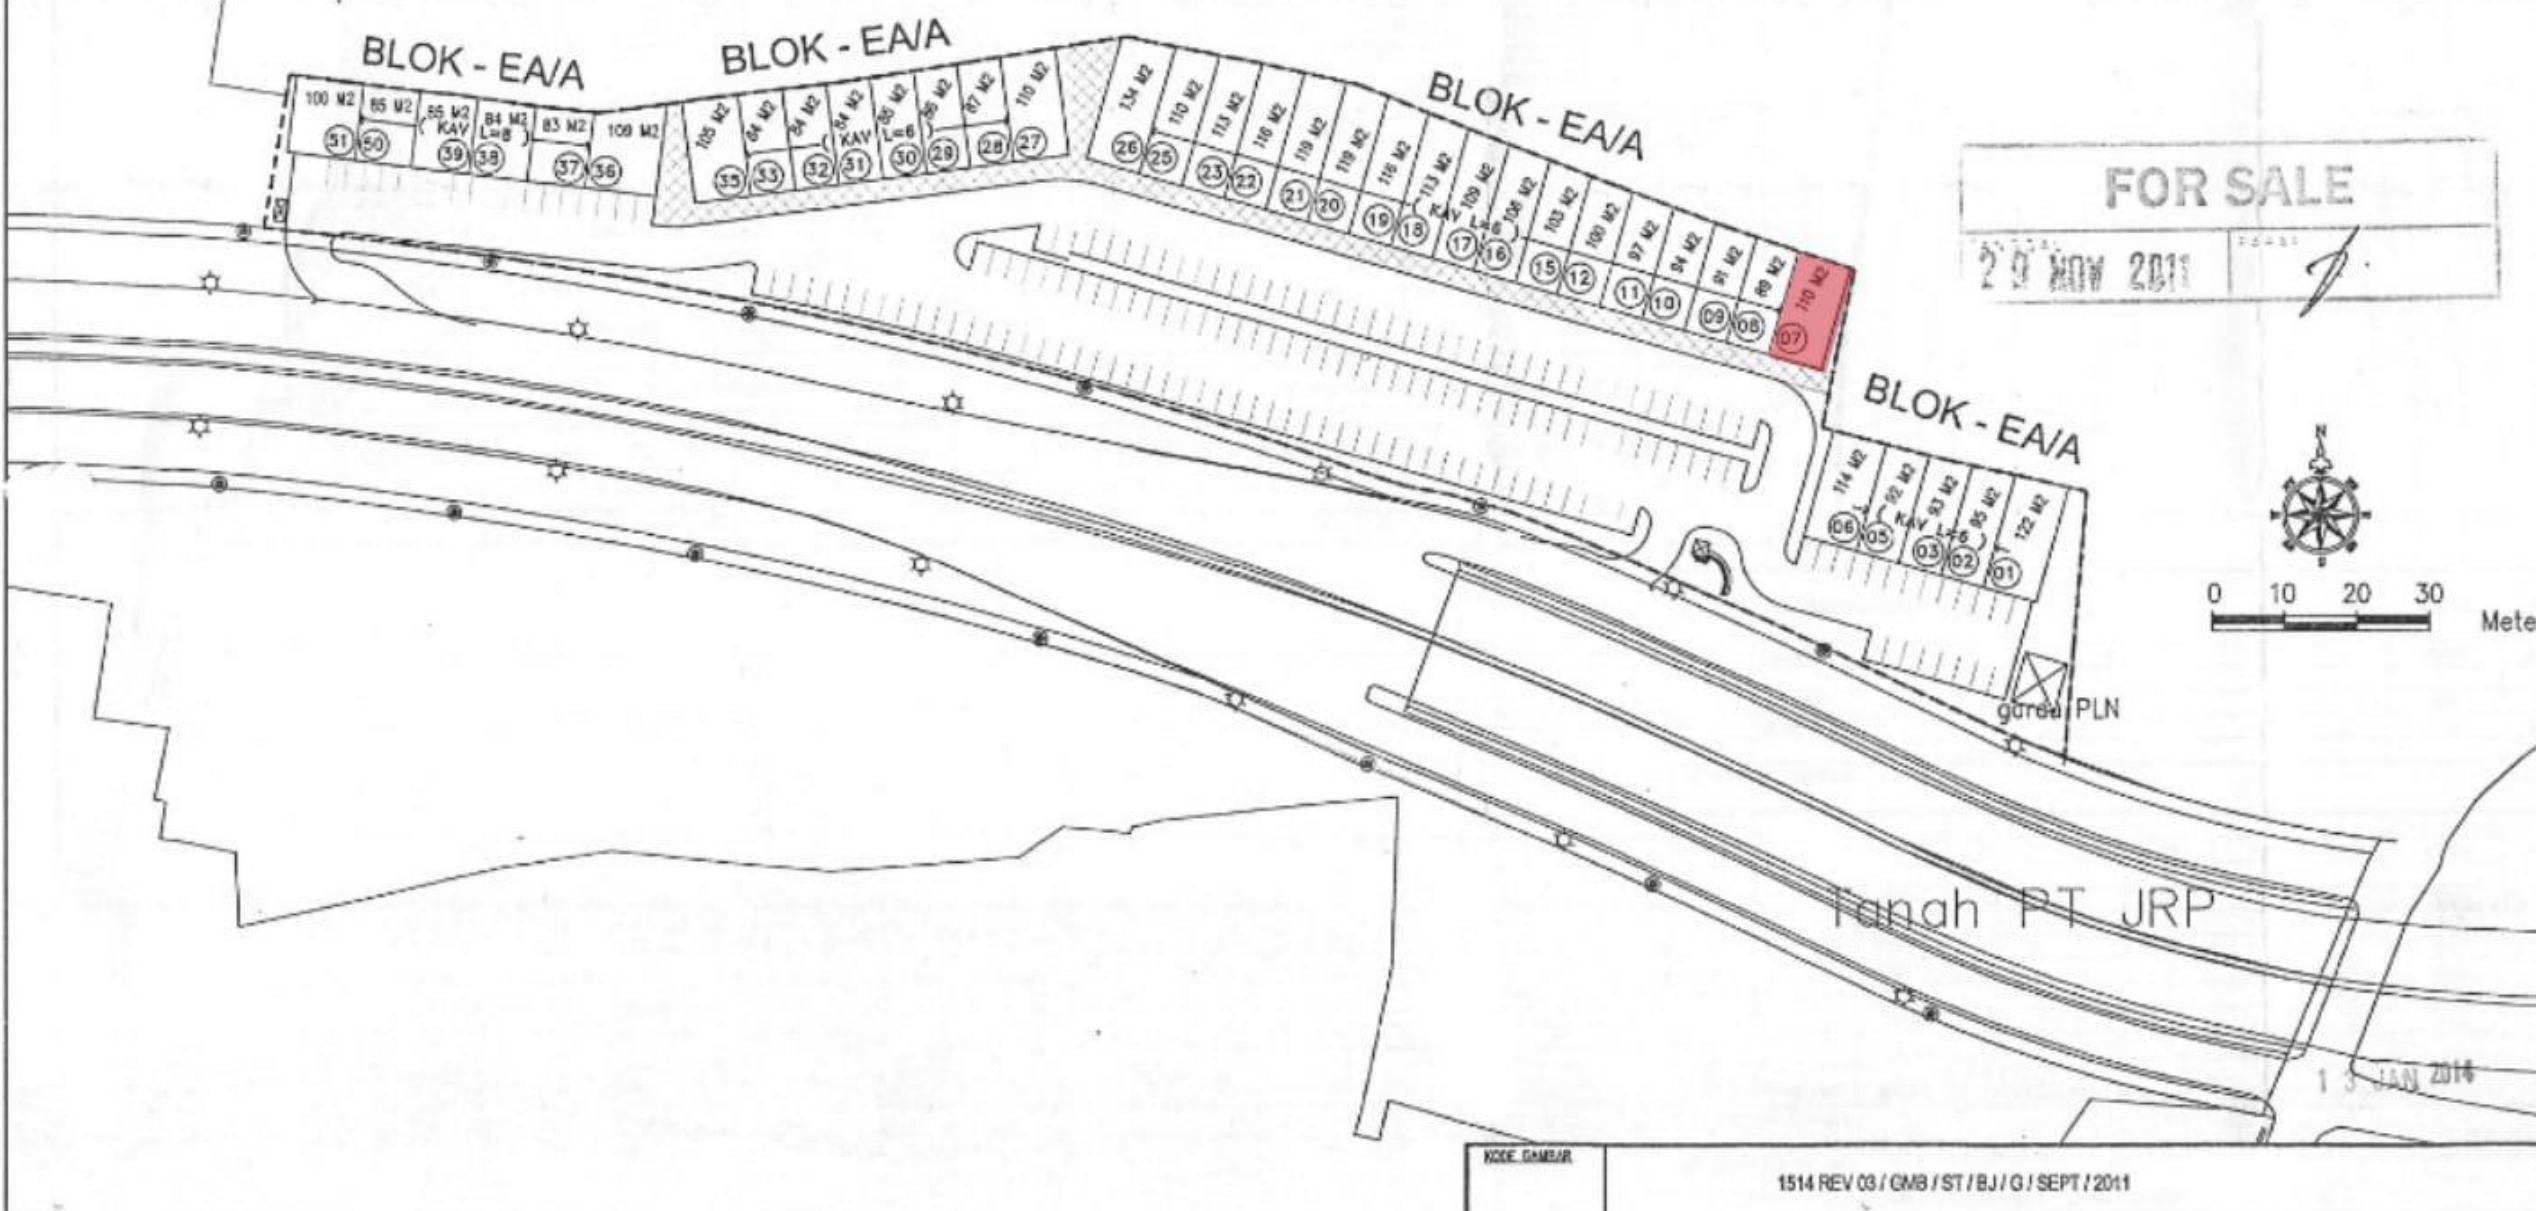 BLOK - EA/A
BLOK - EA/A
BLOK - EA/A
BLOK - EA/A
100 M2
85 M2
85 M2
84 M2
83 M2
109 M2
( KAV L=8 )
51
50
39
38
37
36
105 M2
84 M2
84 M2
84 M2
85 M2
86 M2
87 M2
110 M2
( KAV L=6 )
35
33
32
31
30
29
28
27
134 M2
110 M2
113 M2
116 M2
119 M2
119 M2
116 M2
113 M2
109 M2
106 M2
103 M2
100 M2
97 M2
94 M2
91 M2
89 M2
110 M2
( KAV L=6 )
26
25
23
22
21
20
19
18
17
16
15
12
11
10
09
08
07
114 M2
92 M2
93 M2
95 M2
122 M2
( KAV L=6 )
06
05
03
02
01
FOR SALE
29 NOV 2011
N
0 10 20 30
Mete
gardu PLN
Tanah PT JRP
13 JAN 2014
KODE GAMBAR
1514 REV 03 / GMB / ST / BJ / G / SEPT / 2011